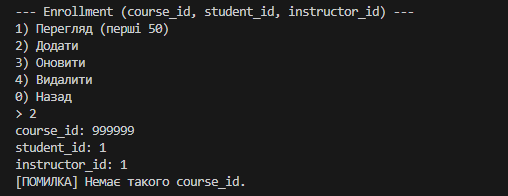 --- Enrollment (course_id, student_id, instructor_id) ---
1) Перегляд (перші 50)
2) Додати
3) Оновити
4) Видалити
0) Назад
> 2
course_id: 999999
student_id: 1
instructor_id: 1
[ПОМИЛКА] Немає такого course_id.